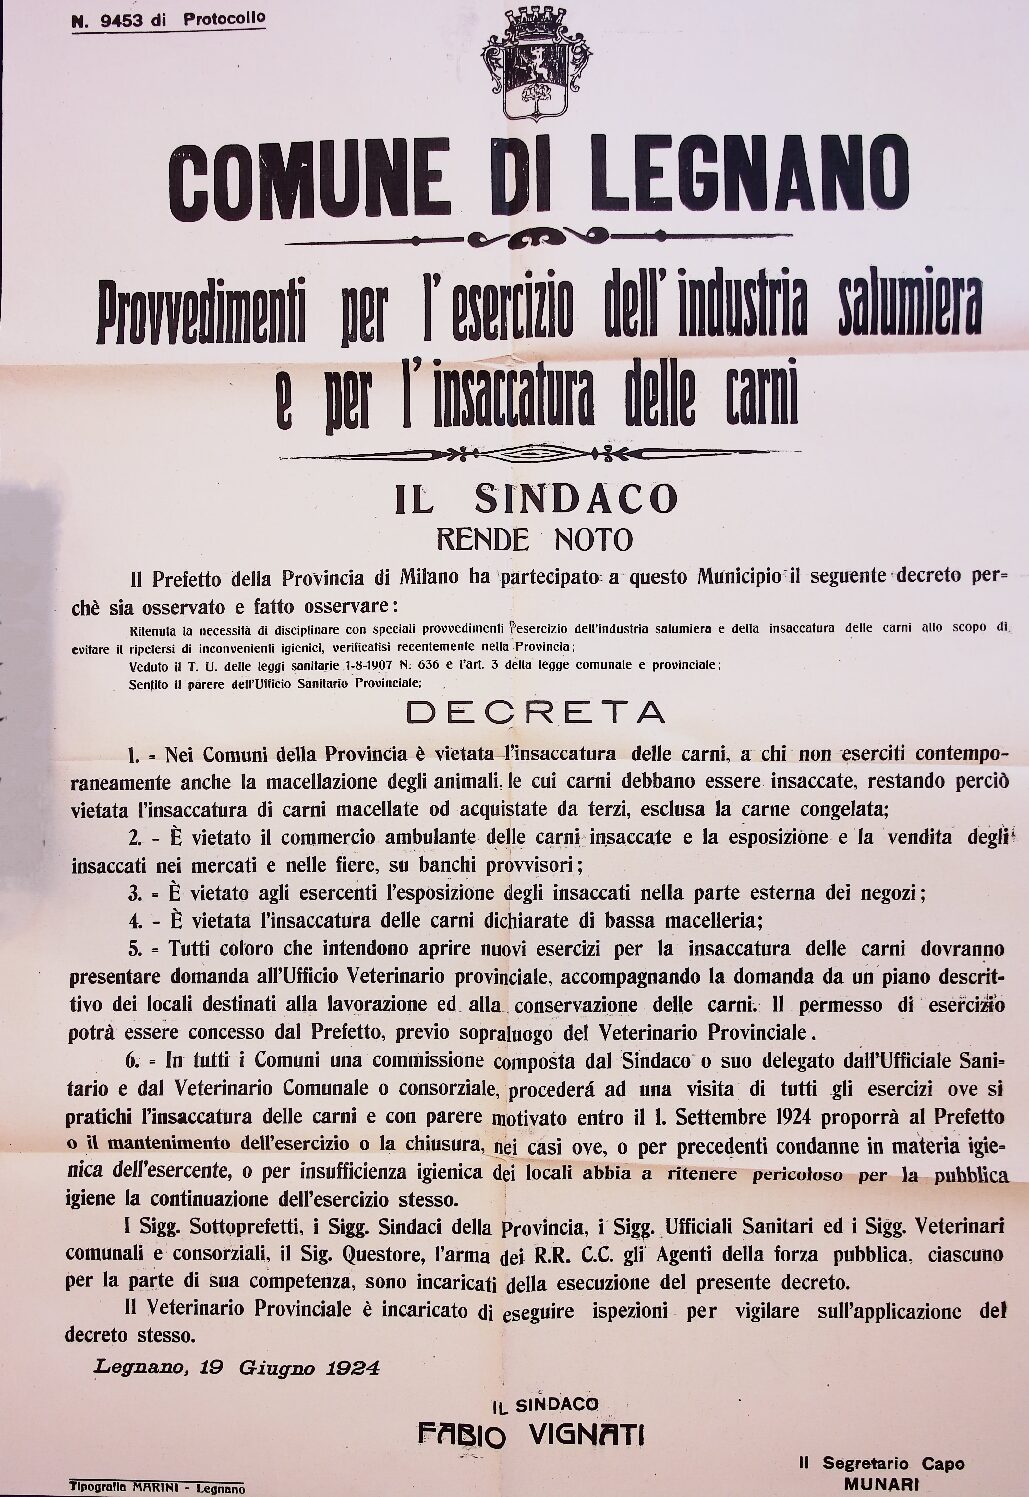 N. 9453 di Protocollo
COMUNE DI LEGNANO
Provvedimenti per l'esercizio dell'industria salumiera
e per l'insaccatura delle carni
IL SINDACO
RENDE NOTO
Il Prefetto della Provincia di Milano ha partecipato a questo Municipio il seguente decreto per=
chè sia osservato e fatto osservare:
Ritenuta la necessità di disciplinare con speciali provvedimenti l'esercizio dell'industria salumiera e della insaccatura delle carni allo scopo di
evitare il ripetersi di inconvenienti igienici, verificatisi recentemente nella Provincia;
Veduto il T. U. delle leggi sanitarie 1-8-1907 N. 636 e l'art. 3 della legge comunale e provinciale;
Sentito il parere dell'Ufficio Sanitario Provinciale;
DECRETA
1. - Nei Comuni della Provincia è vietata l'insaccatura delle carni, a chi non eserciti contempo-
raneamente anche la macellazione degli animali, le cui carni debbano essere insaccate, restando perciò
vietata l'insaccatura di carni macellate od acquistate da terzi, esclusa la carne congelata;
2. - È vietato il commercio ambulante delle carni insaccate e la esposizione e la vendita degli
insaccati nei mercati e nelle fiere, su banchi provvisori;
3. = È vietato agli esercenti l'esposizione degli insaccati nella parte esterna dei negozi;
4. - È vietata l'insaccatura delle carni dichiarate di bassa macelleria;
5. = Tutti coloro che intendono aprire nuovi esercizi per la insaccatura delle carni dovranno
presentare domanda all'Ufficio Veterinario provinciale, accompagnando la domanda da un piano descrit-
tivo dei locali destinati alla lavorazione ed alla conservazione delle carni. Il permesso di esercizio
potrà essere concesso dal Prefetto, previo sopraluogo del Veterinario Provinciale.
6. = In tutti i Comuni una commissione composta dal Sindaco o suo delegato dall'Ufficiale Sani=
tario e dal Veterinario Comunale o consorziale, procederá ad una visita di tutti gli esercizi ove si
pratichi l'insaccatura delle carni e con parere motivato entro il 1. Settembre 1924 proporrà al Prefetto
o il mantenimento dell'esercizio o la chiusura, nei casi ove, o per precedenti condanne in materia igie-
nica dell'esercente, o per insufficienza igienica dei locali abbia a ritenere pericoloso per la pubblica
igiene la continuazione dell'esercizio stesso.
I Sigg. Sottoprefetti, i Sigg. Sindaci della Provincia, i Sigg. Ufficiali Sanitari ed i Sigg. Veterinari
comunali e consorziali, il Sig. Questore, l'arma dei R.R. C.C. gli Agenti della forza pubblica, ciascuno
per la parte di sua competenza, sono incaricati della esecuzione del presente decreto.
Il Veterinario Provinciale è incaricato di eseguire ispezioni per vigilare sull'applicazione del
decreto stesso.
Legnano, 19 Giugno 1924
IL SINDACO
FABIO VIGNATI
Il Segretario Capo
MUNARI
Tipografia MARINI - Legnano